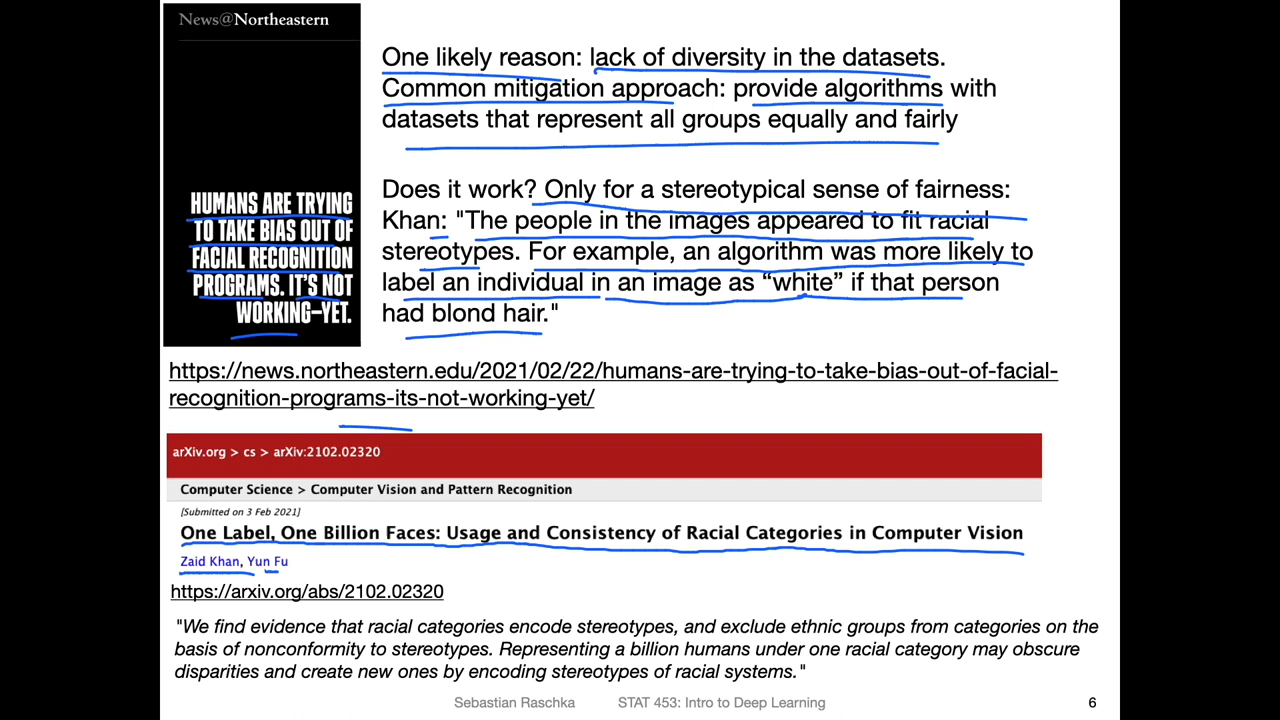 News@Northeastern
HUMANS ARE TRYING
TO TAKE BIAS OUT OF
FACIAL RECOGNITION
PROGRAMS. IT'S NOT
WORKING–YET.
One likely reason: lack of diversity in the datasets.
Common mitigation approach: provide algorithms with
datasets that represent all groups equally and fairly
Does it work? Only for a stereotypical sense of fairness:
Khan: "The people in the images appeared to fit racial
stereotypes. For example, an algorithm was more likely to
label an individual in an image as “white” if that person
had blond hair."
https://news.northeastern.edu/2021/02/22/humans-are-trying-to-take-bias-out-of-facial-
recognition-programs-its-not-working-yet/
arXiv.org > cs > arXiv:2102.02320
Computer Science > Computer Vision and Pattern Recognition
[Submitted on 3 Feb 2021]
One Label, One Billion Faces: Usage and Consistency of Racial Categories in Computer Vision
Zaid Khan, Yun Fu
https://arxiv.org/abs/2102.02320
"We find evidence that racial categories encode stereotypes, and exclude ethnic groups from categories on the
basis of nonconformity to stereotypes. Representing a billion humans under one racial category may obscure
disparities and create new ones by encoding stereotypes of racial systems."
Sebastian Raschka STAT 453: Intro to Deep Learning 6